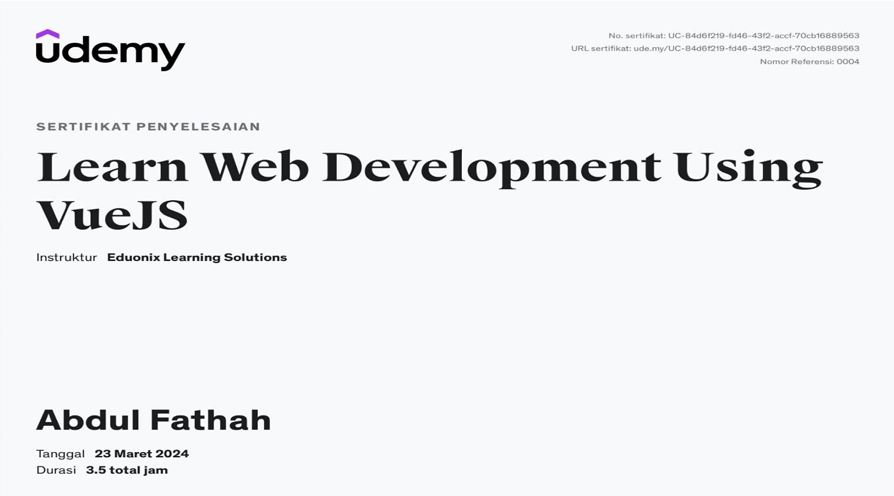 udemy
No. sertifikat: UC-84d6f219-fd46-43f2-accf-70cb16889563
URL sertifikat: ude.my/UC-84d6f219-fd46-43f2-accf-70cb16889563
Nomor Referensi: 0004
SERTIFIKAT PENYELESAIAN
Learn Web Development Using
VueJS
Instruktur Eduonix Learning Solutions
Abdul Fathah
Tanggal 23 Maret 2024
Durasi 3.5 total jam